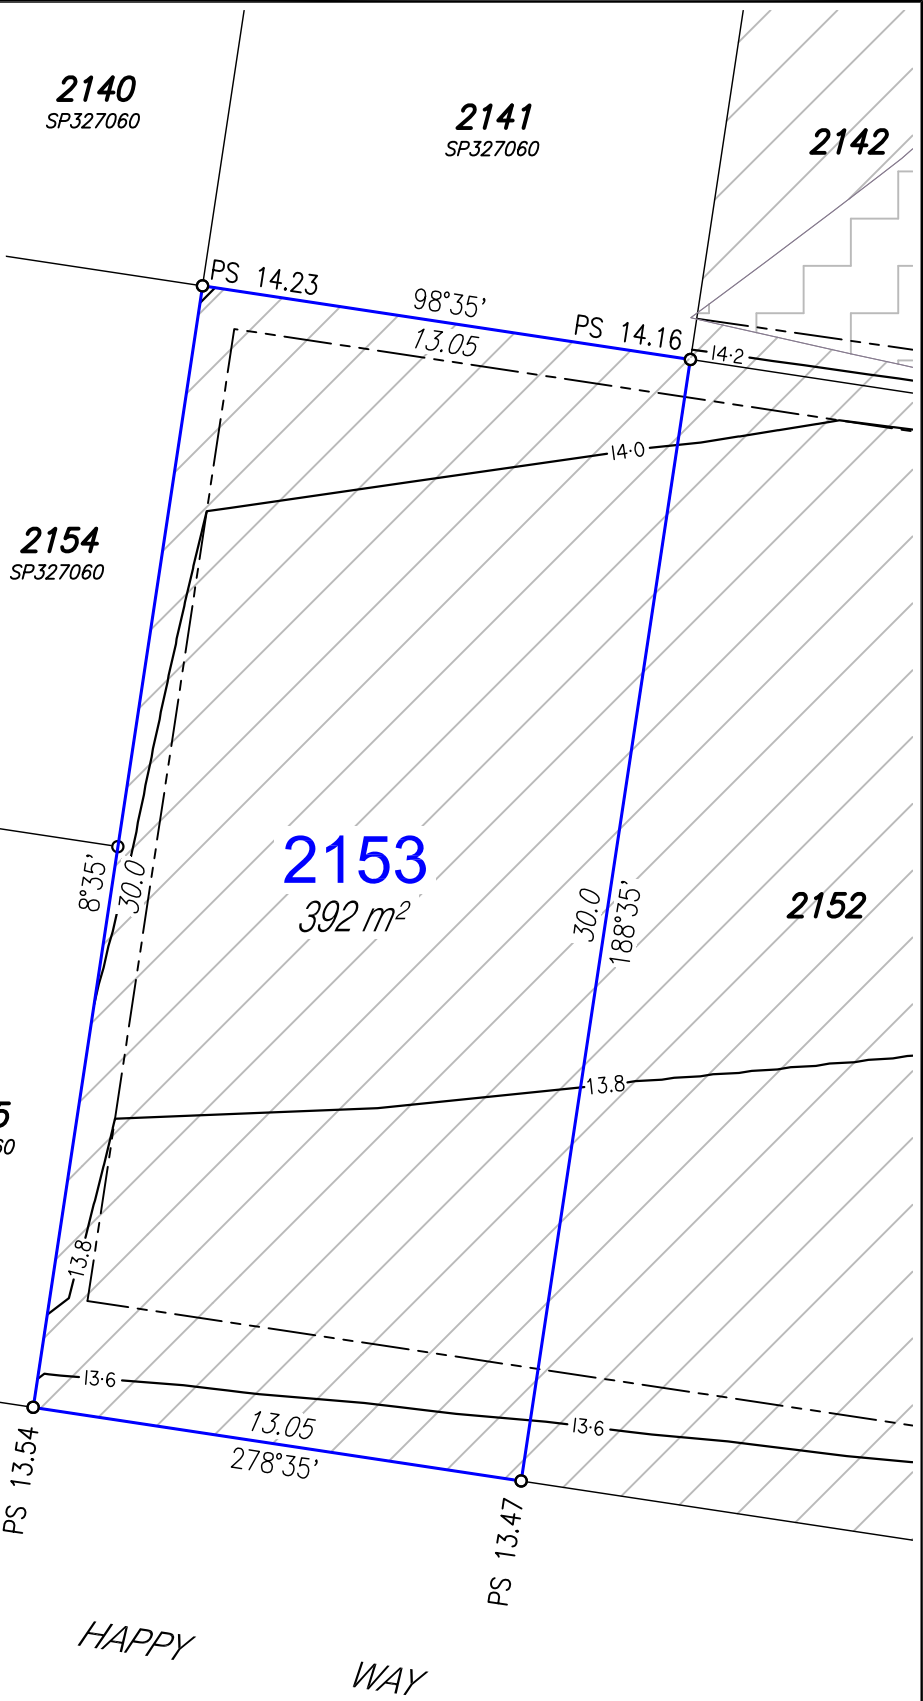 2140
SP327060
2141
SP327060
2142
PS 14.23
98°35'
13.05
PS 14.16
14·2
14·0
2154
SP327060
2153
392 m²
8°35'
30.0
30.0
188°35'
2152
13.8
5
60
13.8
13·6
13·6
13.05
278°35'
PS 13.54
PS 13.47
HAPPY
WAY